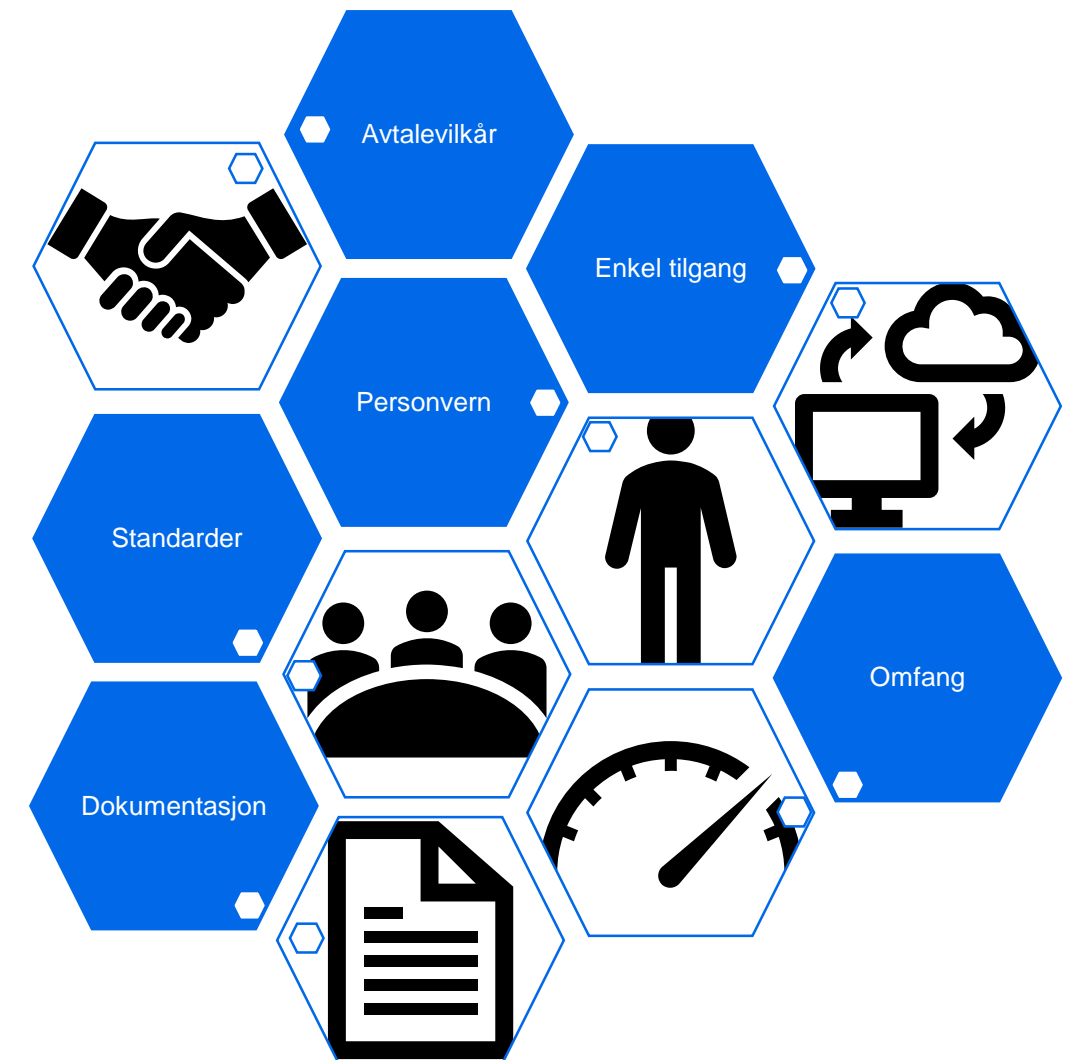 Avtalevilkår
Enkel tilgang
Personvern
Standarder
Omfang
Dokumentasjon